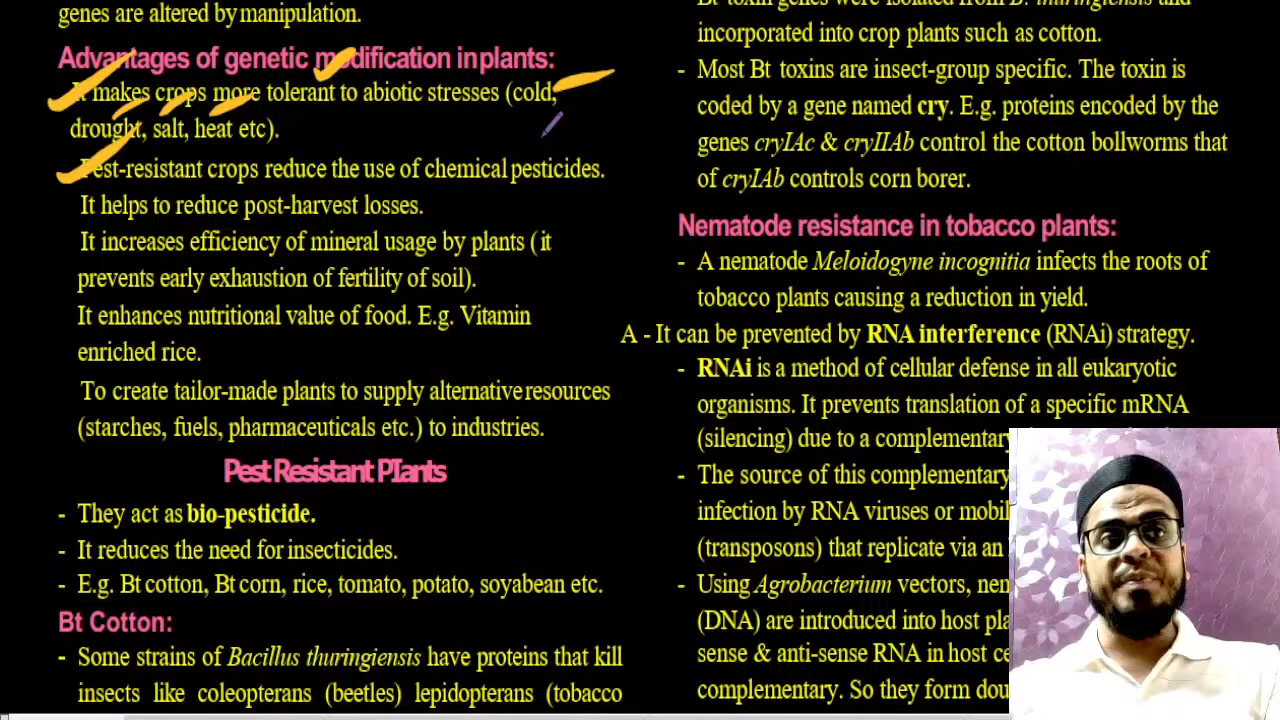 genes are altered by manipulation.
Advantages of genetic modification in plants:
It makes crops more tolerant to abiotic stresses (cold,
drought, salt, heat etc).
Pest-resistant crops reduce the use of chemical pesticides.
It helps to reduce post-harvest losses.
It increases efficiency of mineral usage by plants (it
prevents early exhaustion of fertility of soil).
It enhances nutritional value of food. E.g. Vitamin
enriched rice.
To create tailor-made plants to supply alternative resources
(starches, fuels, pharmaceuticals etc.) to industries.
Pest Resistant PIants
- They act as bio-pesticide.
- It reduces the need for insecticides.
- E.g. Bt cotton, Bt corn, rice, tomato, potato, soyabean etc.
Bt Cotton:
- Some strains of Bacillus thuringiensis have proteins that kill
insects like coleopterans (beetles) lepidopterans (tobacco
Bt toxin genes were isolated from B. thuringiensis and
incorporated into crop plants such as cotton.
- Most Bt toxins are insect-group specific. The toxin is
coded by a gene named cry. E.g. proteins encoded by the
genes cryIAc & cryIIAb control the cotton bollworms that
of cryIAb controls corn borer.
Nematode resistance in tobacco plants:
- A nematode Meloidogyne incognitia infects the roots of
tobacco plants causing a reduction in yield.
A - It can be prevented by RNA interference (RNAi) strategy.
- RNAi is a method of cellular defense in all eukaryotic
organisms. It prevents translation of a specific mRNA
(silencing) due to a complementary
- The source of this complementary
infection by RNA viruses or mobil
(transposons) that replicate via an
- Using Agrobacterium vectors, nem
(DNA) are introduced into host pla
sense & anti-sense RNA in host ce
complementary. So they form dou